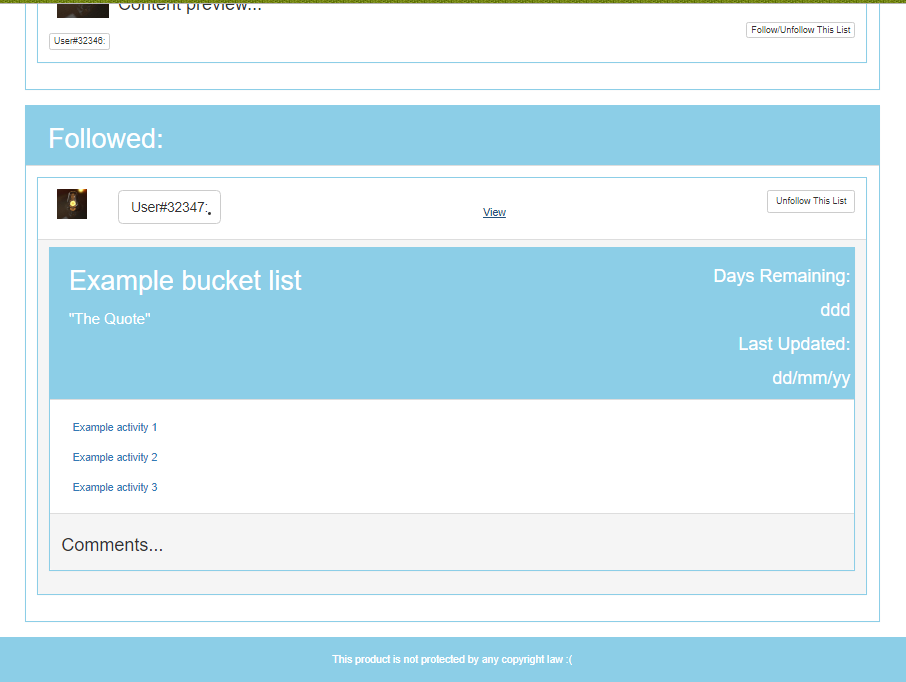 Content preview...
User#32346:
Follow/Unfollow This List
Followed:
User#32347:.
View
Unfollow This List
Example bucket list
"The Quote"
Days Remaining:
ddd
Last Updated:
dd/mm/yy
Example activity 1
Example activity 2
Example activity 3
Comments...
This product is not protected by any copyright law :(